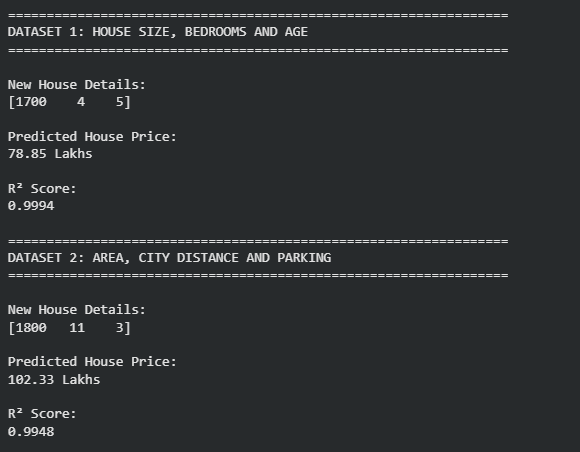 =================================================================
DATASET 1: HOUSE SIZE, BEDROOMS AND AGE
=================================================================
New House Details:
[1700    4    5]
Predicted House Price:
78.85 Lakhs
R² Score:
0.9994
=================================================================
DATASET 2: AREA, CITY DISTANCE AND PARKING
=================================================================
New House Details:
[1800   11    3]
Predicted House Price:
102.33 Lakhs
R² Score:
0.9948